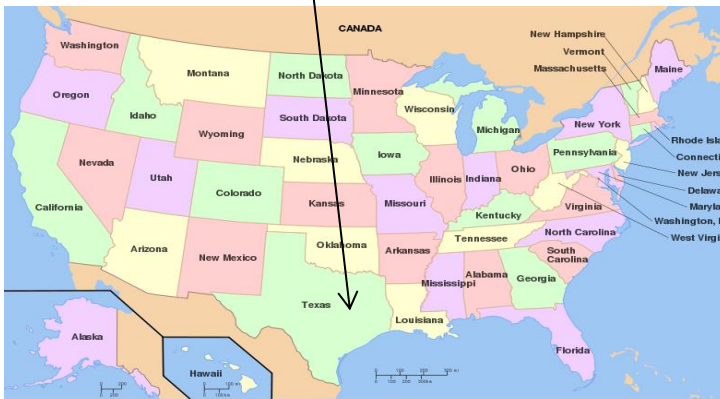 CANADA
New Hampshire
Vermont
Massachusetts
Washington
Montana
North Dakota
Minnesota
Maine
Oregon
Idaho
Wisconsin
South Dakota
New York
Michigan
Wyoming
Rhode Isl
Connecti
Pennsylvania
New Jers
Nebraska
Iowa
Nevada
Ohio
Utah
Illinois
Indiana
Delawa
Colorado
Maryla
California
Kansas
Missouri
Virginia
Washington,
Kentucky
West Virgi
North Carolina
Tennessee
Arizona
Oklahoma
New Mexico
Arkansas
South
Carolina
Alabama
Georgia
Mississippi
Texas
Louisiana
Alaska
Florida
Hawaii